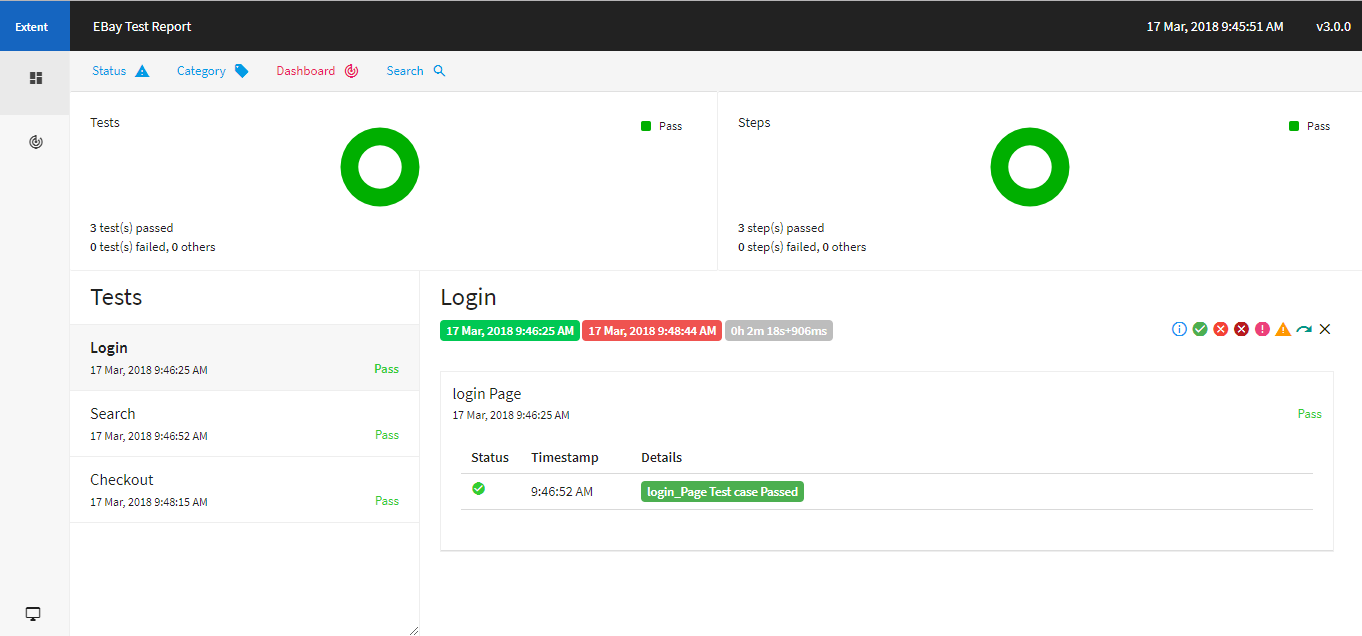 Extent EBay Test Report 17 Mar, 2018 9:45:51 AM v3.0.0
Status Category Dashboard Search
Tests
Pass
3 test(s) passed
0 test(s) failed, 0 others
Steps
Pass
3 step(s) passed
0 step(s) failed, 0 others
Tests
Login
17 Mar, 2018 9:46:25 AM Pass
Search
17 Mar, 2018 9:46:52 AM Pass
Checkout
17 Mar, 2018 9:48:15 AM Pass
Login
17 Mar, 2018 9:46:25 AM 17 Mar, 2018 9:48:44 AM 0h 2m 18s+906ms
login Page
17 Mar, 2018 9:46:25 AM Pass
Status Timestamp Details
9:46:52 AM login_Page Test case Passed